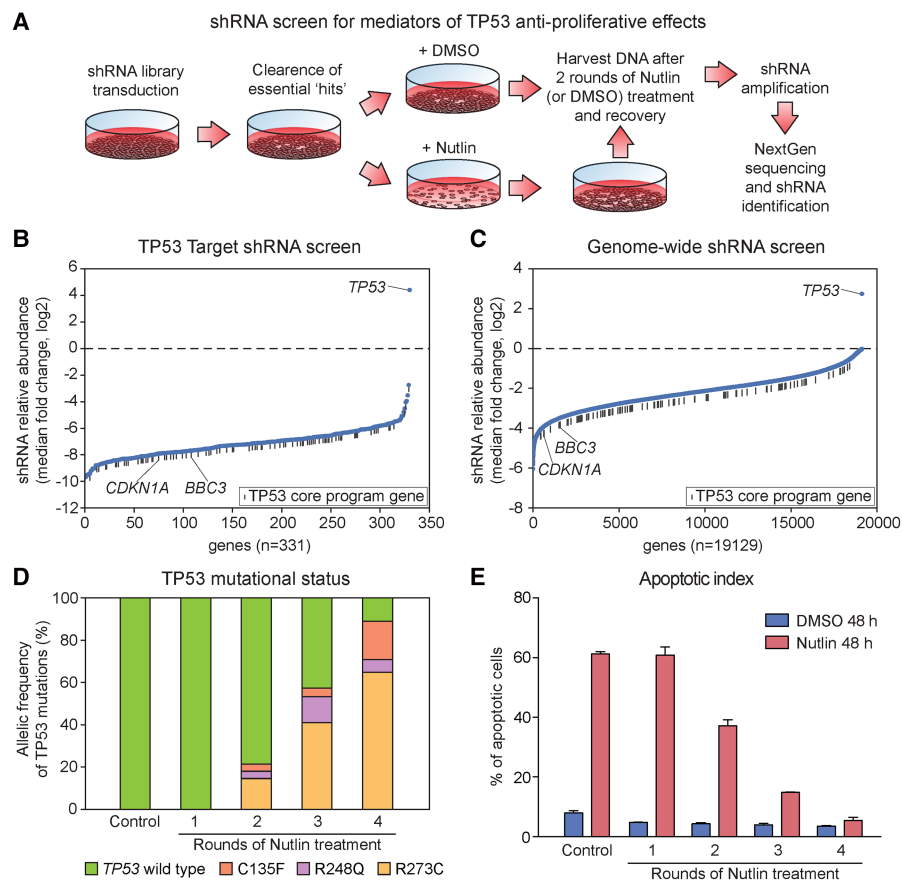 A
shRNA screen for mediators of TP53 anti-proliferative effects
shRNA library
transduction
Clearence of
essential ‘hits’
+ DMSO
+ Nutlin
Harvest DNA after
2 rounds of Nutlin
(or DMSO) treatment
and recovery
shRNA
amplification
NextGen
sequencing
and shRNA
identification
B
TP53 Target shRNA screen
shRNA relative abundance
(median fold change, log2)
6
4
2
0
-2
-4
-6
-8
-10
-12
TP53
CDKN1A
BBC3
TP53 core program gene
0
50
100
150
200
250
300
350
genes (n=331)
C
Genome-wide shRNA screen
shRNA relative abundance
(median fold change, log2)
4
2
0
-2
-4
-6
-8
TP53
BBC3
CDKN1A
TP53 core program gene
0
5000
10000
15000
20000
genes (n=19129)
D
TP53 mutational status
Allelic frequency
of TP53 mutations (%)
100
80
60
40
20
0
Control
1
2
3
4
Rounds of Nutlin treatment
TP53 wild type
C135F
R248Q
R273C
E
Apoptotic index
% of apoptotic cells
80
60
40
20
0
DMSO 48 h
Nutlin 48 h
Control
1
2
3
4
Rounds of Nutlin treatment